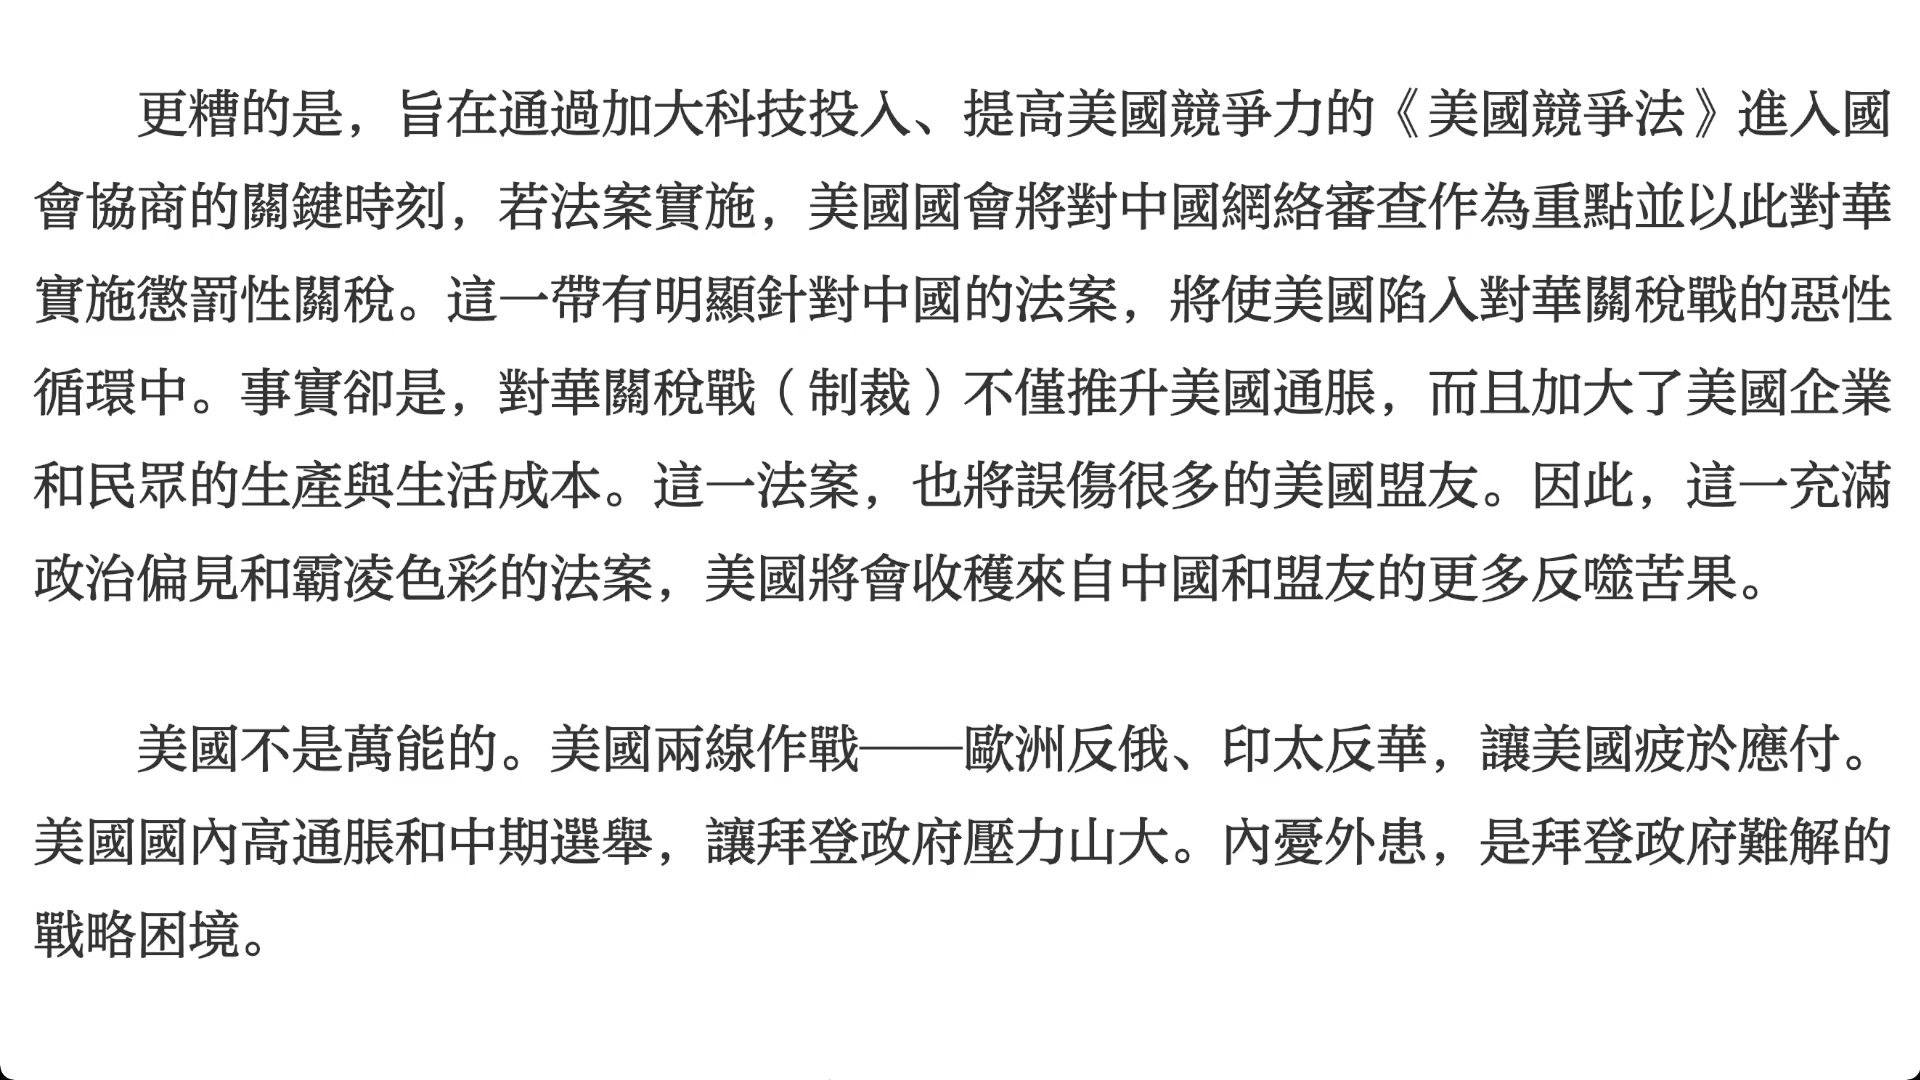 更糟的是，旨在通過加大科技投入、提高美國競爭力的《美國競爭法》進入國
會協商的關鍵時刻，若法案實施，美國國會將對中國網絡審查作為重點並以此對華
實施懲罰性關稅。這一帶有明顯針對中國的法案，將使美國陷入對華關稅戰的惡性
循環中。事實卻是，對華關稅戰（制裁）不僅推升美國通脹，而且加大了美國企業
和民眾的生產與生活成本。這一法案，也將誤傷很多的美國盟友。因此，這一充滿
政治偏見和霸凌色彩的法案，美國將會收穫來自中國和盟友的更多反噬苦果。
美國不是萬能的。美國兩線作戰——歐洲反俄、印太反華，讓美國疲於應付。
美國國內高通脹和中期選舉，讓拜登政府壓力山大。內憂外患，是拜登政府難解的
戰略困境。